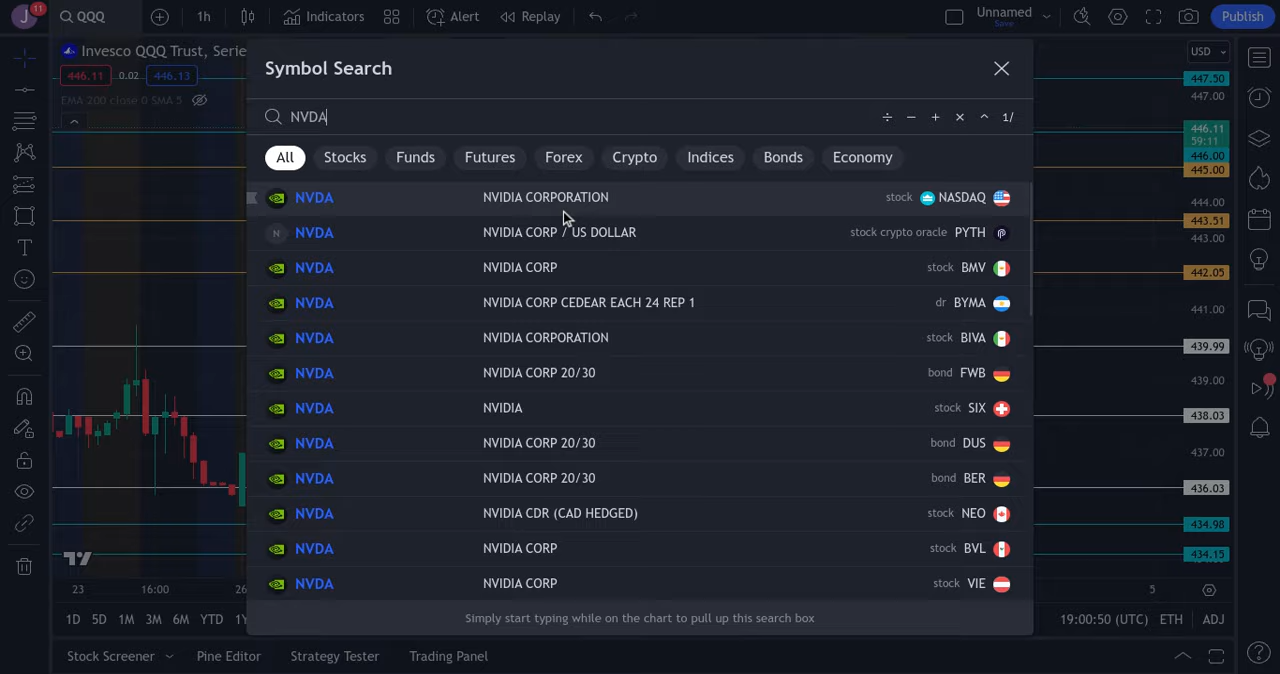 J 11 QQQ 1h Indicators Alert Replay Unnamed Save Publish
Invesco QQQ Trust, Serie
446.11 0.02 446.13
EMA 200 close 0 SMA 5
USD
447.50
447.00
446.11
59:11
446.00
445.00
444.00
443.51
443.00
442.05
441.00
439.99
439.00
438.03
437.00
436.03
434.98
434.15
Symbol Search
NVDA ÷ − + × ^ 1/
All Stocks Funds Futures Forex Crypto Indices Bonds Economy
NVDA NVIDIA CORPORATION stock NASDAQ
N NVDA NVIDIA CORP / US DOLLAR stock crypto oracle PYTH
NVDA NVIDIA CORP stock BMV
NVDA NVIDIA CORP CEDEAR EACH 24 REP 1 dr BYMA
NVDA NVIDIA CORPORATION stock BIVA
NVDA NVIDIA CORP 20/30 bond FWB
NVDA NVIDIA stock SIX
NVDA NVIDIA CORP 20/30 bond DUS
NVDA NVIDIA CORP 20/30 bond BER
NVDA NVIDIA CDR (CAD HEDGED) stock NEO
NVDA NVIDIA CORP stock BVL
NVDA NVIDIA CORP stock VIE
Simply start typing while on the chart to pull up this search box
23 16:00 26 5
1D 5D 1M 3M 6M YTD 1Y 19:00:50 (UTC) ETH ADJ
Stock Screener Pine Editor Strategy Tester Trading Panel